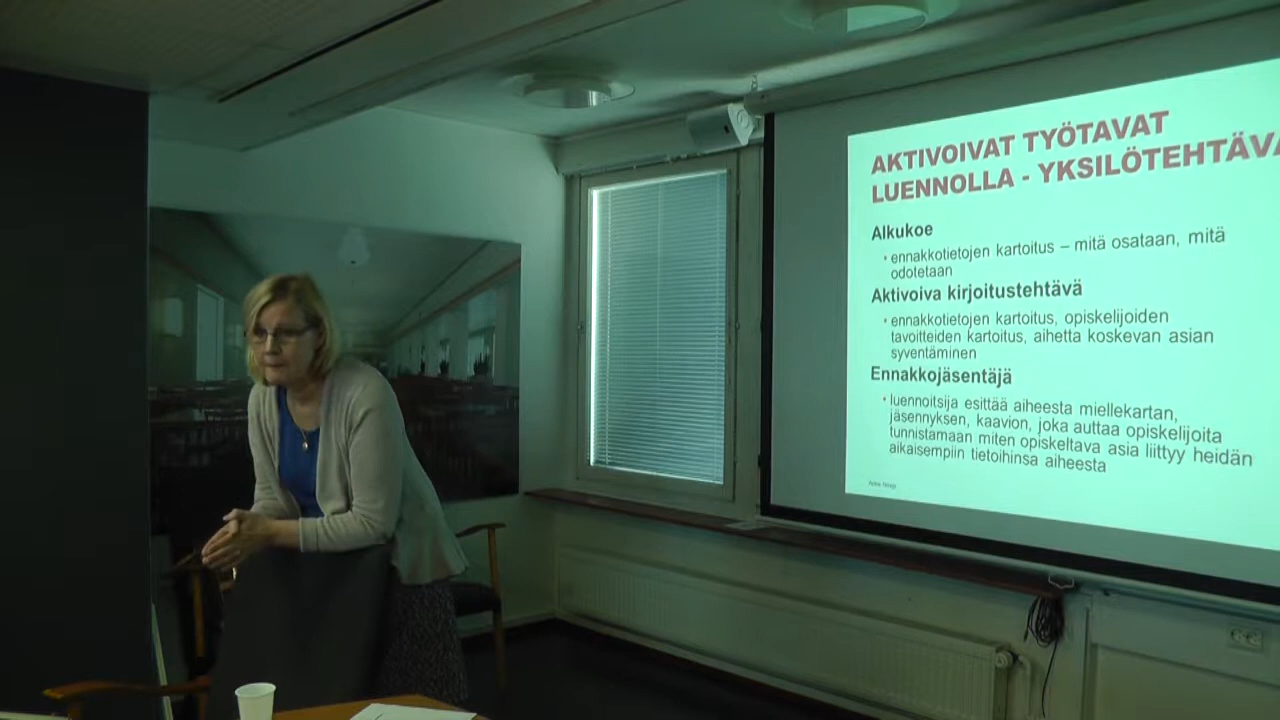 AKTIVOIVAT TYÖTAVAT
LUENNOLLA - YKSILÖTEHTÄVÄ
Alkukoe
• ennakkotietojen kartoitus – mitä osataan, mitä
odotetaan
Aktivoiva kirjoitustehtävä
• ennakkotietojen kartoitus, opiskelijoiden
tavoitteiden kartoitus, aihetta koskevan asian
syventäminen
Ennakkojäsentäjä
• luennoitsija esittää aiheesta miellekartan,
jäsennyksen, kaavion, joka auttaa opiskelijoita
tunnistamaan miten opiskeltava asia liittyy heidän
aikaisempiin tietoihinsa aiheesta